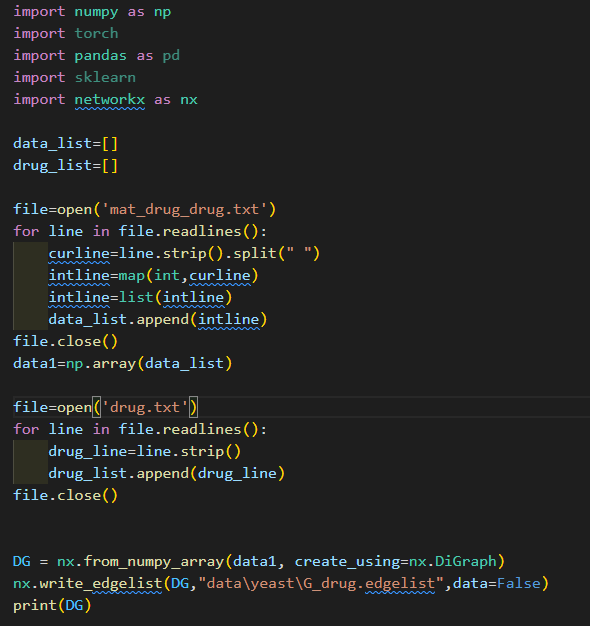 import numpy as np
import torch
import pandas as pd
import sklearn
import networkx as nx
data_list=[]
drug_list=[]
file=open('mat_drug_drug.txt')
for line in file.readlines():
    curline=line.strip().split(" ")
    intline=map(int,curline)
    intline=list(intline)
    data_list.append(intline)
file.close()
data1=np.array(data_list)
file=open('drug.txt')
for line in file.readlines():
    drug_line=line.strip()
    drug_list.append(drug_line)
file.close()
DG = nx.from_numpy_array(data1, create_using=nx.DiGraph)
nx.write_edgelist(DG,"data\yeast\G_drug.edgelist",data=False)
print(DG)